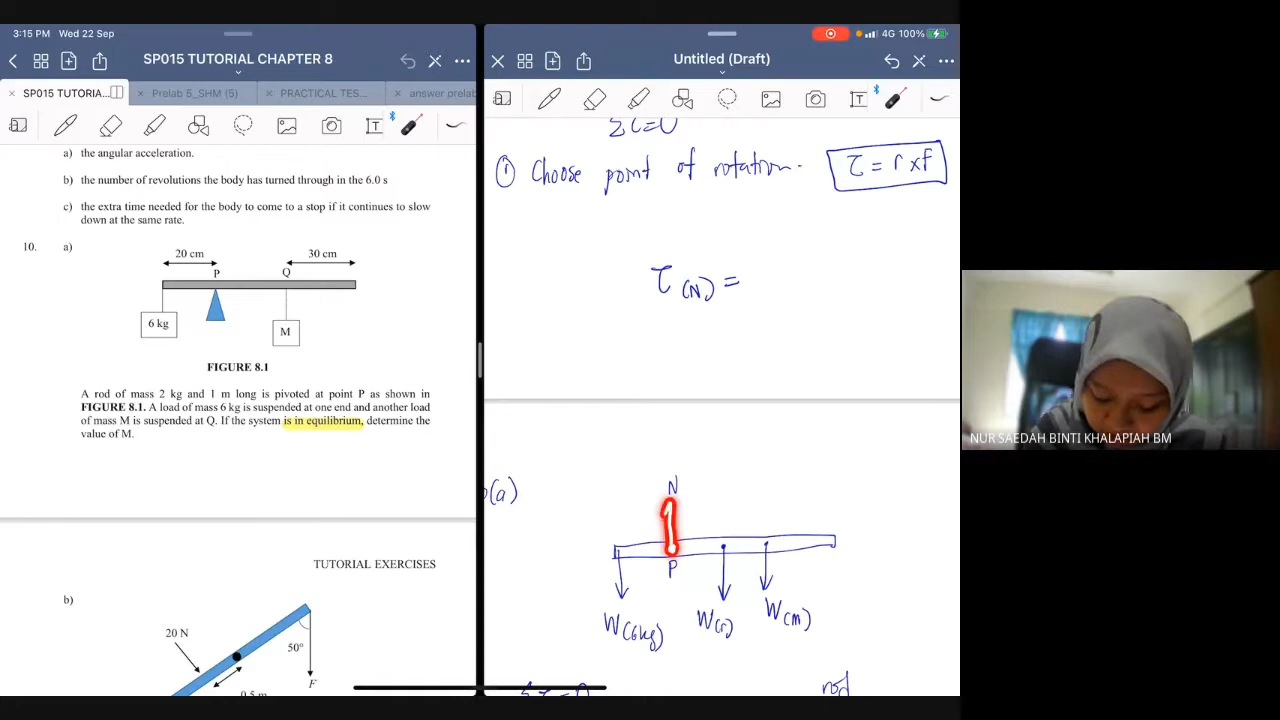 3:15 PM Wed 22 Sep
4G 100%
SP015 TUTORIAL CHAPTER 8
Untitled (Draft)
SP015 TUTORIA...
Prelab 5_SHM (5)
PRACTICAL TES...
answer prelab
a) the angular acceleration.
b) the number of revolutions the body has turned through in the 6.0 s
c) the extra time needed for the body to come to a stop if it continues to slow
down at the same rate.
10. a)
20 cm
30 cm
P
Q
6 kg
M
FIGURE 8.1
A rod of mass 2 kg and 1 m long is pivoted at point P as shown in
FIGURE 8.1. A load of mass 6 kg is suspended at one end and another load
of mass M is suspended at Q. If the system is in equilibrium, determine the
value of M.
TUTORIAL EXERCISES
b)
20 N
50°
F
0.5 m
Στ=0
① Choose point of rotation.
τ = r x F
τ(N) =
(a)
N
P
W(6kg)
W(r)
W(m)
rod
NUR SAEDAH BINTI KHALAPIAH BM